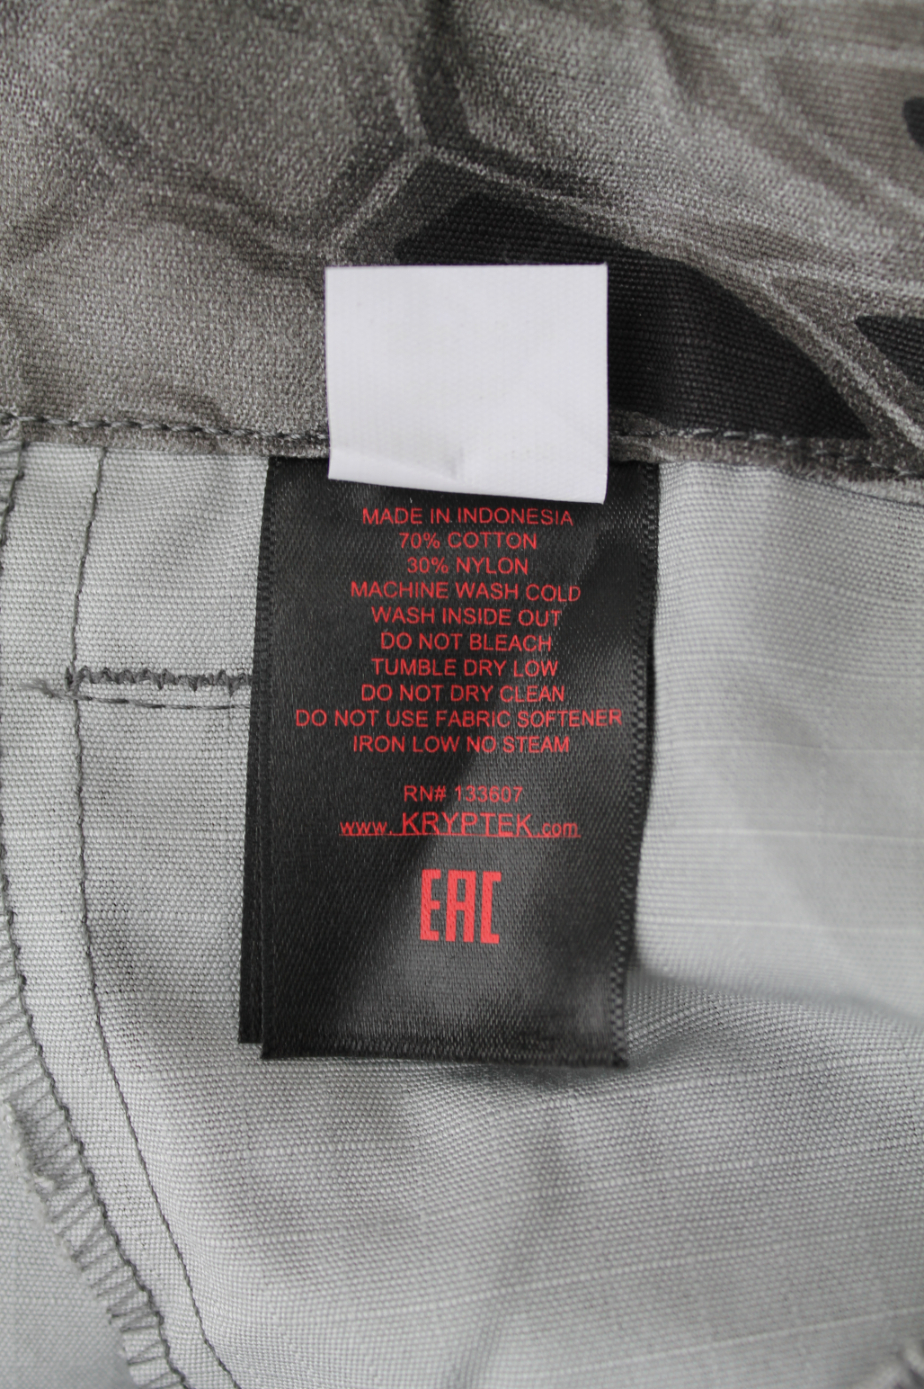 MADE IN INDONESIA
70% COTTON
30% NYLON
MACHINE WASH COLD
WASH INSIDE OUT
DO NOT BLEACH
TUMBLE DRY LOW
DO NOT DRY CLEAN
DO NOT USE FABRIC SOFTENER
IRON LOW NO STEAM
RN# 133607
www.KRYPTEK.com
EAC